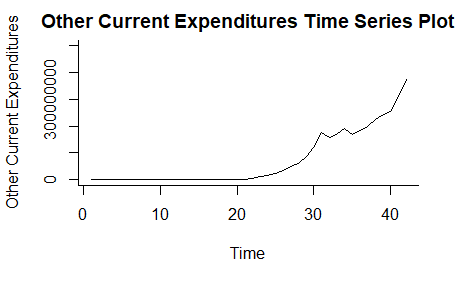 Other Current Expenditures Time Series Plot
Other Current Expenditures
300000000
0
0 10 20 30 40
Time